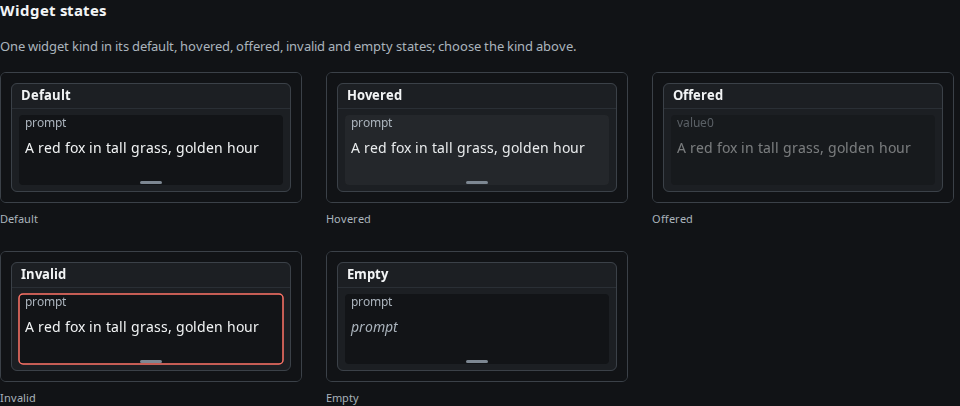 Widget states
One widget kind in its default, hovered, offered, invalid and empty states; choose the kind above.
Default
prompt
A red fox in tall grass, golden hour
Default
Hovered
prompt
A red fox in tall grass, golden hour
Hovered
Offered
value0
A red fox in tall grass, golden hour
Offered
Invalid
prompt
A red fox in tall grass, golden hour
Invalid
Empty
prompt
prompt
Empty